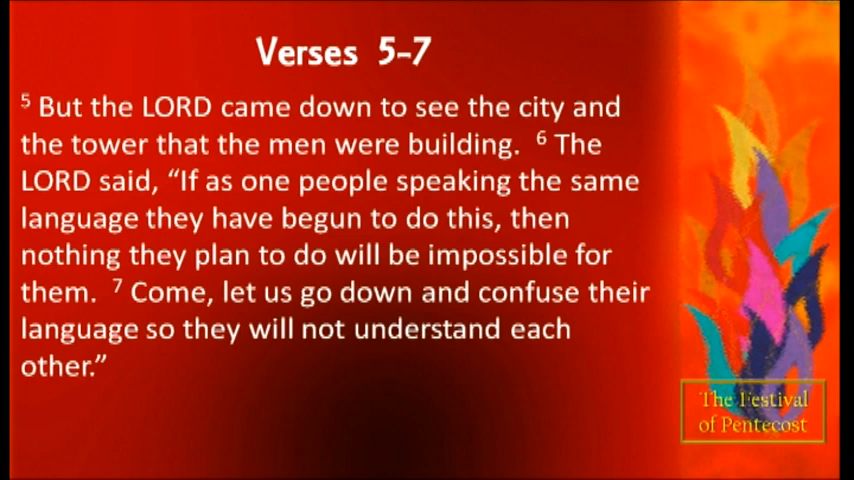 Verses 5-7
5 But the LORD came down to see the city and
the tower that the men were building. 6 The
LORD said, “If as one people speaking the same
language they have begun to do this, then
nothing they plan to do will be impossible for
them. 7 Come, let us go down and confuse their
language so they will not understand each
other.”
The Festival
of Pentecost